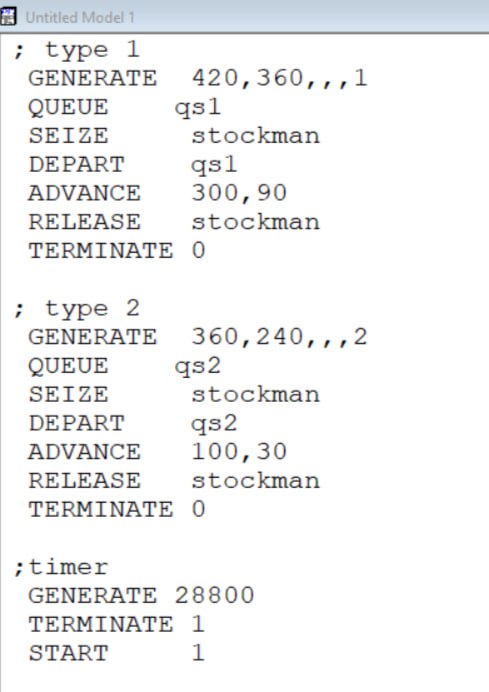 Untitled Model 1
; type 1
GENERATE 420,360,,,1
QUEUE qs1
SEIZE stockman
DEPART qs1
ADVANCE 300,90
RELEASE stockman
TERMINATE 0
; type 2
GENERATE 360,240,,,2
QUEUE qs2
SEIZE stockman
DEPART qs2
ADVANCE 100,30
RELEASE stockman
TERMINATE 0
;timer
GENERATE 28800
TERMINATE 1
START 1